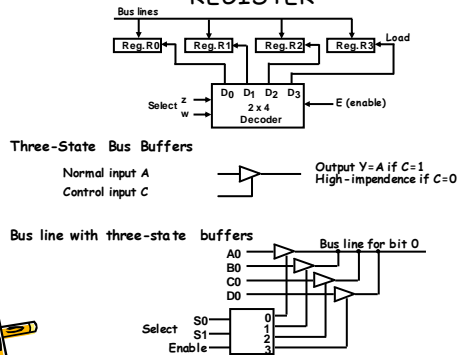 REGISTER
Bus lines
Reg.R0 Reg.R1 Reg.R2 Reg.R3 Load
D0 D1 D2 D3
Select z
w
2 x 4
Decoder
E (enable)
Three-State Bus Buffers
Normal input A
Control input C
Output Y=A if C=1
High-impendence if C=0
Bus line with three-state buffers
Bus line for bit 0
A0
B0
C0
D0
Select S0
S1
Enable
0
1
2
3